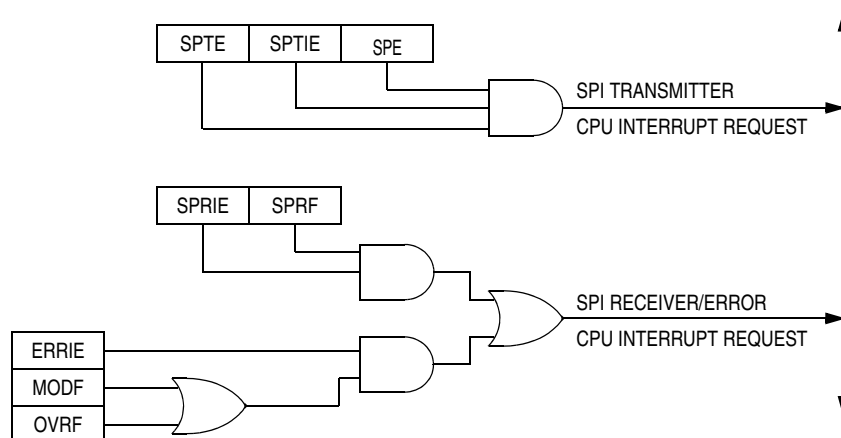 SPTE SPTIE SPE
SPI TRANSMITTER
CPU INTERRUPT REQUEST
SPRIE SPRF
SPI RECEIVER/ERROR
CPU INTERRUPT REQUEST
ERRIE
MODF
OVRF